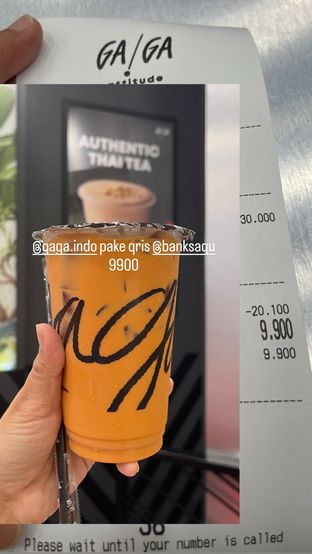 GA/GA
attitude
30.000
AUTHENTIC
THAI TEA
@gaga.indo pake qris @banksaqu
9900
-20.100
9.900
9.900
Please wait until your number is called